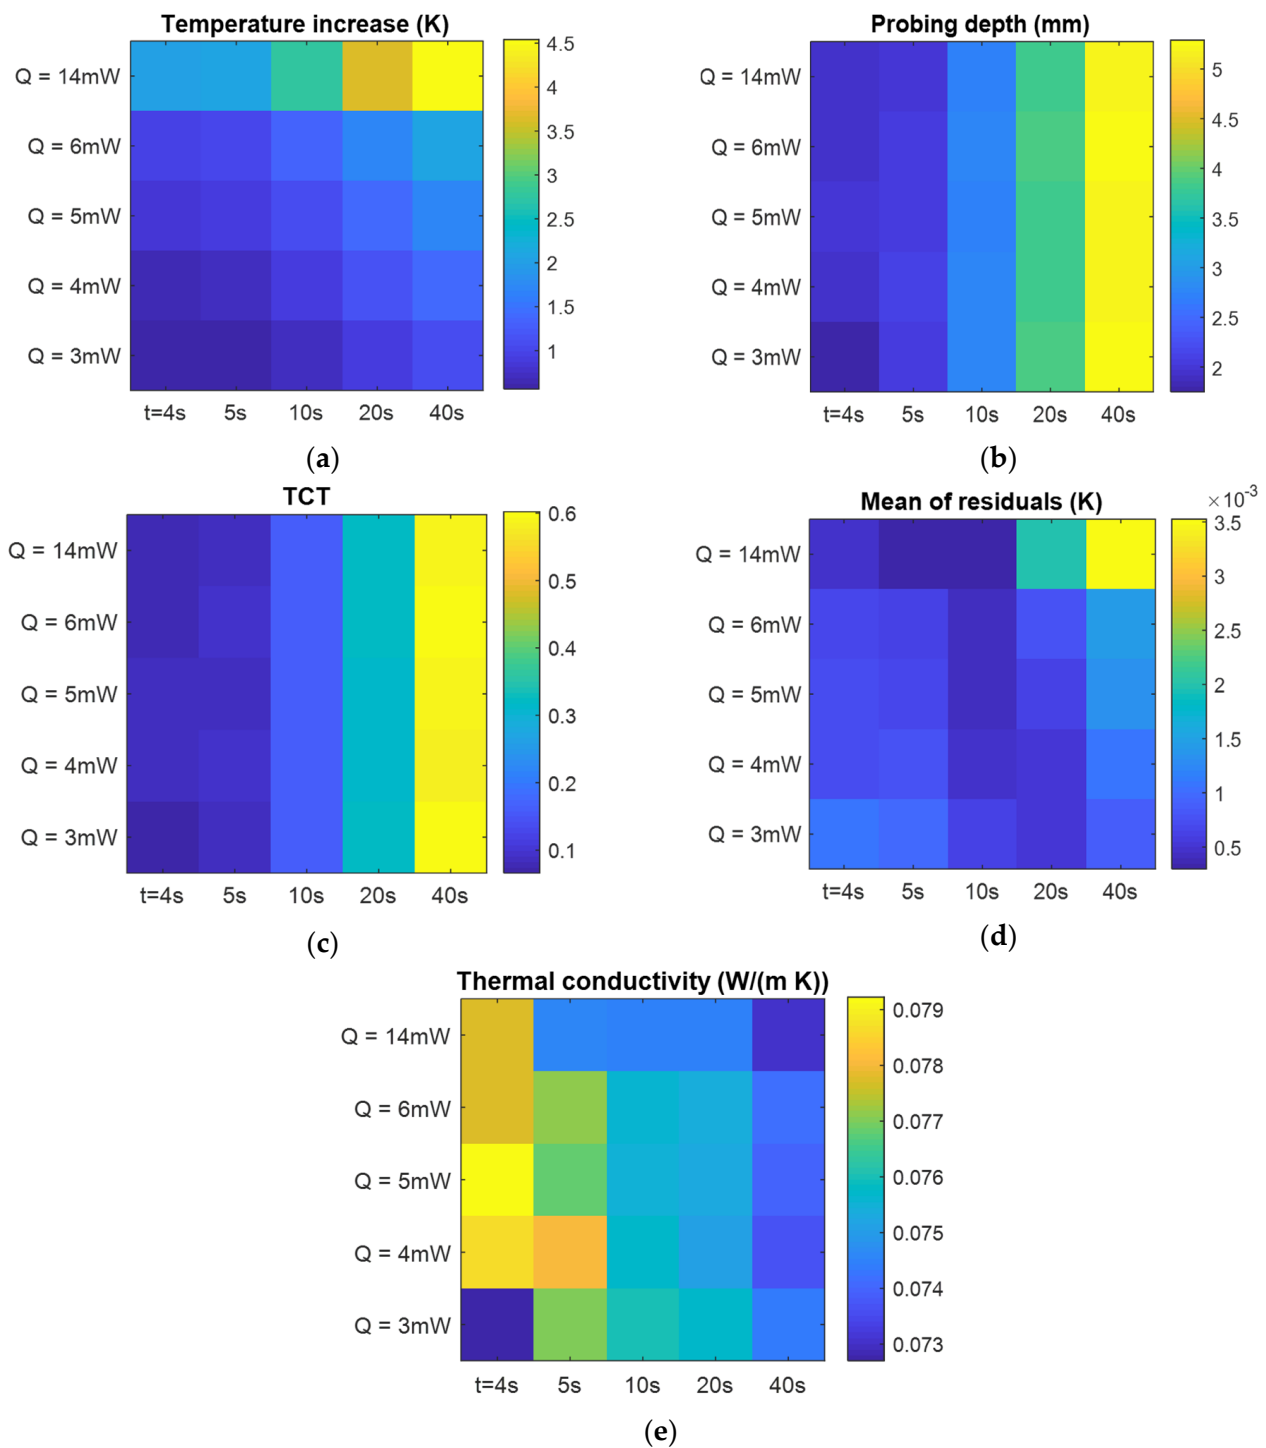 Temperature increase (K)
Q = 14mW
Q = 6mW
Q = 5mW
Q = 4mW
Q = 3mW
t=4s 5s 10s 20s 40s
4.5
4
3.5
3
2.5
2
1.5
1
(a)
Probing depth (mm)
Q = 14mW
Q = 6mW
Q = 5mW
Q = 4mW
Q = 3mW
t=4s 5s 10s 20s 40s
5
4.5
4
3.5
3
2.5
2
(b)
TCT
Q = 14mW
Q = 6mW
Q = 5mW
Q = 4mW
Q = 3mW
t=4s 5s 10s 20s 40s
0.6
0.5
0.4
0.3
0.2
0.1
(c)
Mean of residuals (K)
×10-3
Q = 14mW
Q = 6mW
Q = 5mW
Q = 4mW
Q = 3mW
t=4s 5s 10s 20s 40s
3.5
3
2.5
2
1.5
1
0.5
(d)
Thermal conductivity (W/(m K))
Q = 14mW
Q = 6mW
Q = 5mW
Q = 4mW
Q = 3mW
t=4s 5s 10s 20s 40s
0.079
0.078
0.077
0.076
0.075
0.074
0.073
(e)